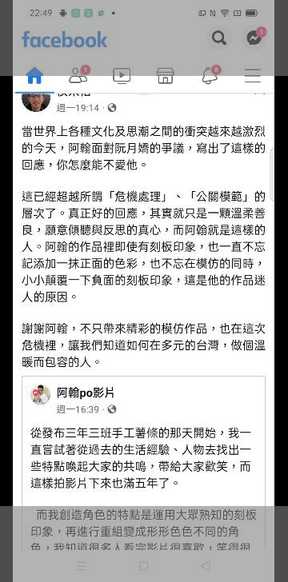 22:49
facebook
週一19:14
當世界上各種文化及思潮之間的衝突越來越激烈
的今天，阿翰面對阮月嬌的爭議，寫出了這樣的
回應，你怎麼能不愛他。
這已經超越所謂「危機處理」、「公關模範」的
層次了。真正好的回應，其實就只是一顆溫柔善
良，願意傾聽與反思的真心，而阿翰就是這樣的
人。阿翰的作品裡即使有刻板印象，也一直不忘
記添加一抹正面的色彩，也不忘在模仿的同時，
小小顛覆一下負面的刻板印象，這是他的作品迷
人的原因。
謝謝阿翰，不只帶來精彩的模仿作品，也在這次
危機裡，讓我們知道如何在多元的台灣，做個溫
暖而包容的人。
阿翰po影片
週一16:39
從發布三年三班手工薯條的那天開始，我一
直嘗試著從過去的生活經驗、人物去找出一
些特點喚起大家的共鳴，帶給大家歡笑，而
這樣拍影片下來也滿五年了。
而我創造角色的特點是運用大眾熟知的刻板
印象，再進行重組變成形形色色不同的角
色，我知道很多人看完影片很喜歡，笑得很